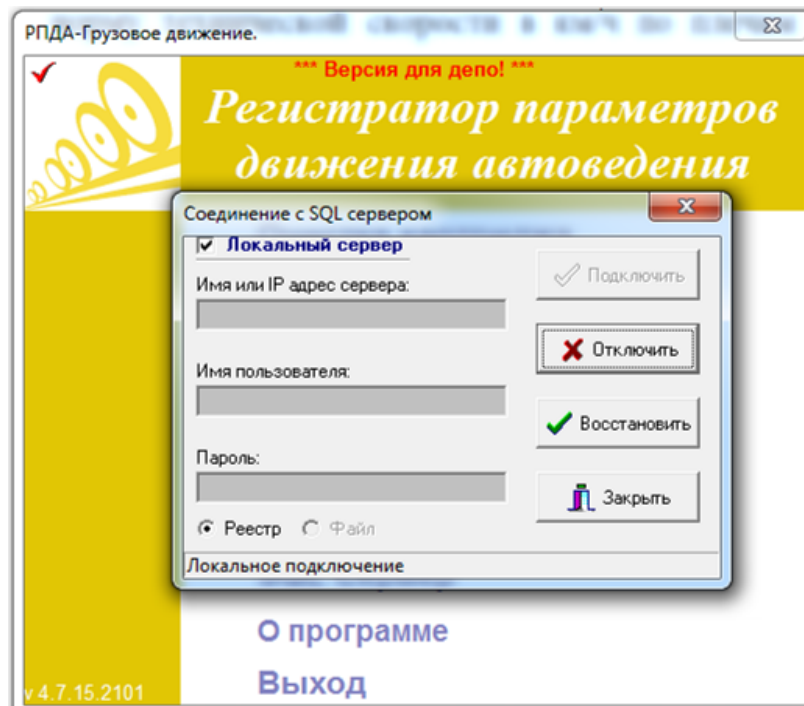 РПДА-Грузовое движение.
*** Версия для депо! ***
Регистратор параметров
движения автоведения
Соединение с SQL сервером
Локальный сервер
Подключить
Имя или IP адрес сервера:
Отключить
Имя пользователя:
Восстановить
Пароль:
Закрыть
Реестр Файл
Локальное подключение
О программе
Выход
v 4.7.15.2101